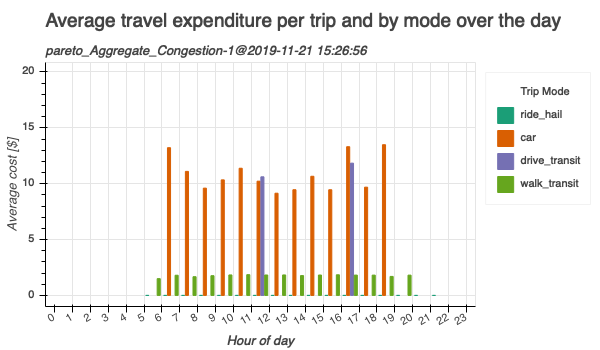 Average travel expenditure per trip and by mode over the day
pareto_Aggregate_Congestion-1@2019-11-21 15:26:56
20
15
10
5
0
Average cost [$]
0 1 2 3 4 5 6 7 8 9 10 11 12 13 14 15 16 17 18 19 20 21 22 23
Hour of day
Trip Mode
ride_hail
car
drive_transit
walk_transit